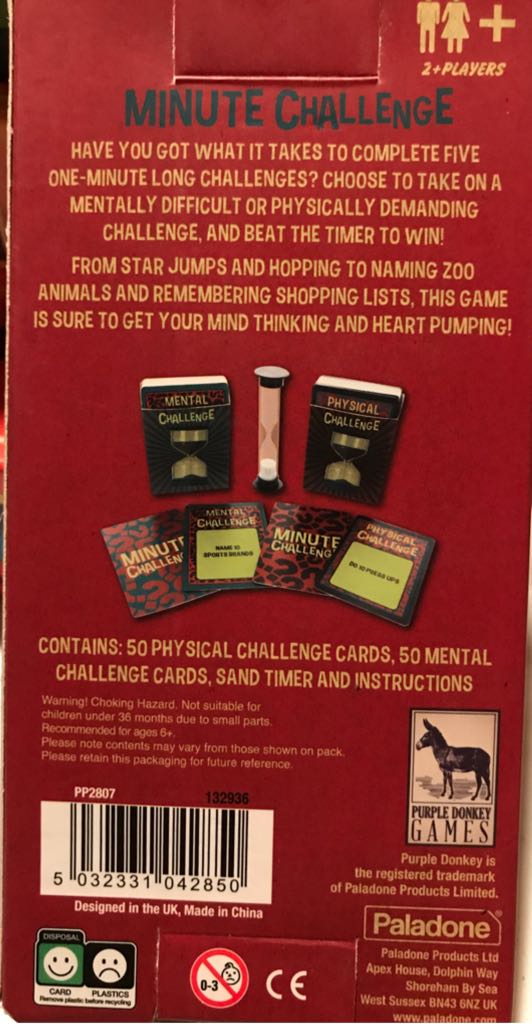 2+PLAYERS
MINUTE CHALLENGE
HAVE YOU GOT WHAT IT TAKES TO COMPLETE FIVE
ONE-MINUTE LONG CHALLENGES? CHOOSE TO TAKE ON A
MENTALLY DIFFICULT OR PHYSICALLY DEMANDING
CHALLENGE, AND BEAT THE TIMER TO WIN!
FROM STAR JUMPS AND HOPPING TO NAMING ZOO
ANIMALS AND REMEMBERING SHOPPING LISTS, THIS GAME
IS SURE TO GET YOUR MIND THINKING AND HEART PUMPING!
MENTAL
CHALLENGE
PHYSICAL
CHALLENGE
MINUTE
CHALLEN
MENTAL
CHALLENGE
NAME 10
SPORTS BRANDS
MINUTE
CHALLENG
PHYSICAL
CHALLENGE
DO 10 PRESS UPS
CONTAINS: 50 PHYSICAL CHALLENGE CARDS, 50 MENTAL
CHALLENGE CARDS, SAND TIMER AND INSTRUCTIONS
Warning! Choking Hazard. Not suitable for
children under 36 months due to small parts.
Recommended for ages 6+.
Please note contents may vary from those shown on pack.
Please retain this packaging for future reference.
PP2807 132936
5 032331 042850
Designed in the UK, Made in China
PURPLE DONKEY
GAMES
Purple Donkey is
the registered trademark
of Paladone Products Limited.
Paladone®
Paladone Products Ltd
Apex House, Dolphin Way
Shoreham By Sea
West Sussex BN43 6NZ UK
www.paladone.com
DISPOSAL
CARD PLASTICS
Remove plastic before recycling
0-3
CE